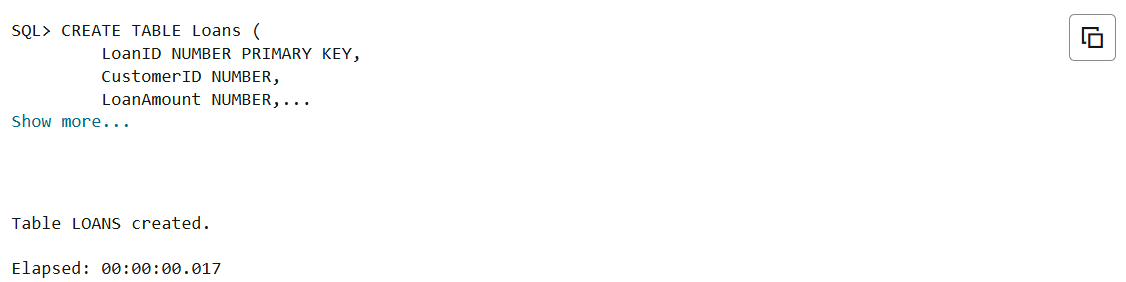 SQL> CREATE TABLE Loans (
         LoanID NUMBER PRIMARY KEY,
         CustomerID NUMBER,
         LoanAmount NUMBER,...
Show more...
Table LOANS created.
Elapsed: 00:00:00.017